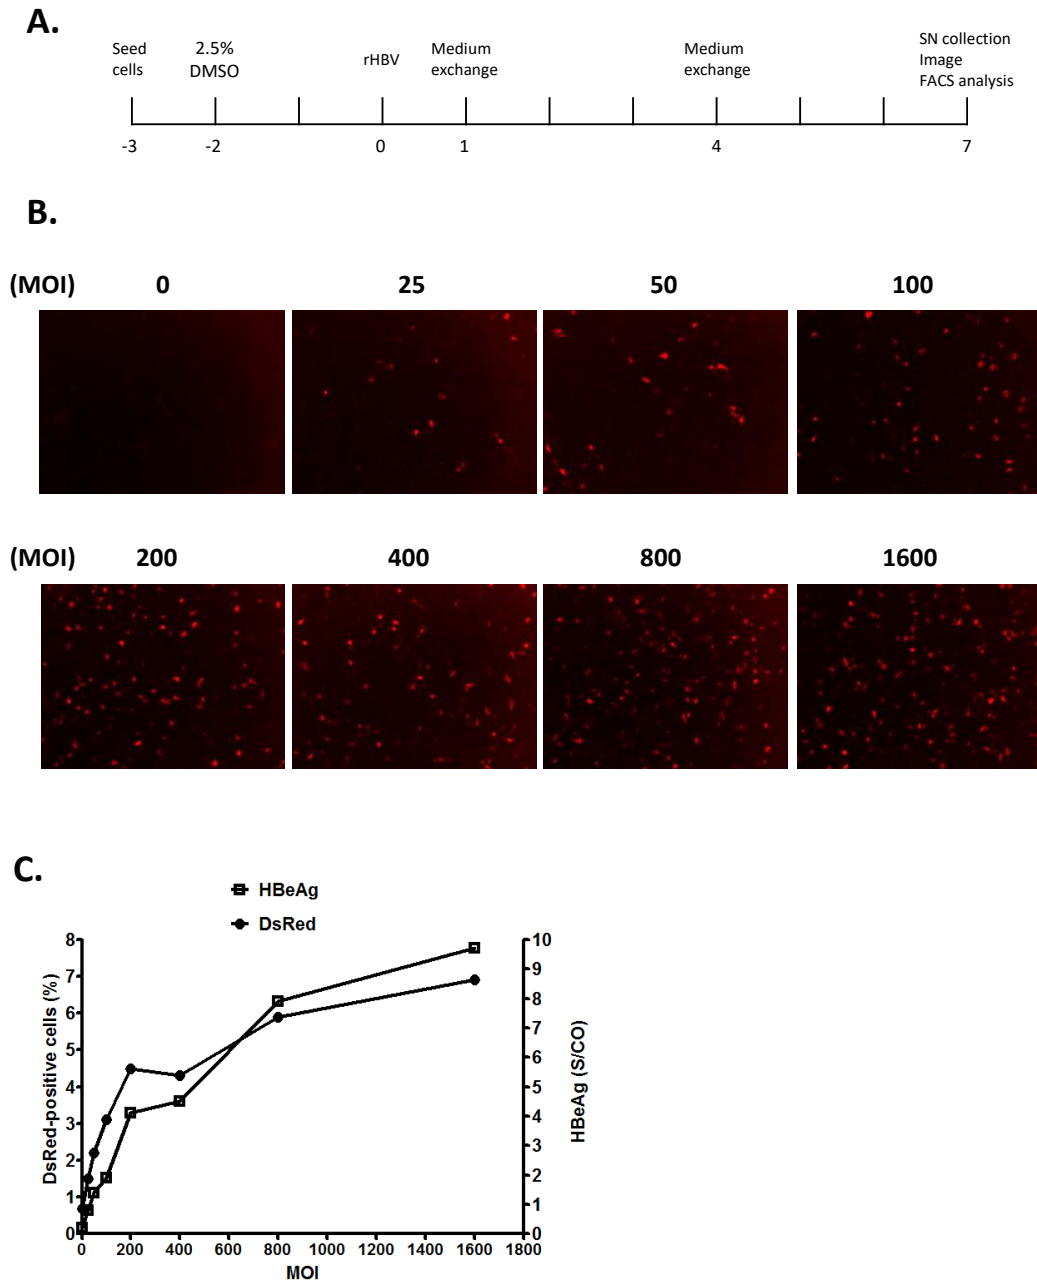 A.
Seed
cells
2.5%
DMSO
rHBV
Medium
exchange
Medium
exchange
SN collection
Image
FACS analysis
-3
-2
0
1
4
7
B.
(MOI) 0 25 50 100
(MOI) 200 400 800 1600
C.
HBeAg
DsRed
DsRed-positive cells (%)
8
7
6
5
4
3
2
1
0
10
9
8
7
6
5
4
3
2
1
0
HBeAg (S/CO)
0 200 400 600 800 1000 1200 1400 1600 1800
MOI